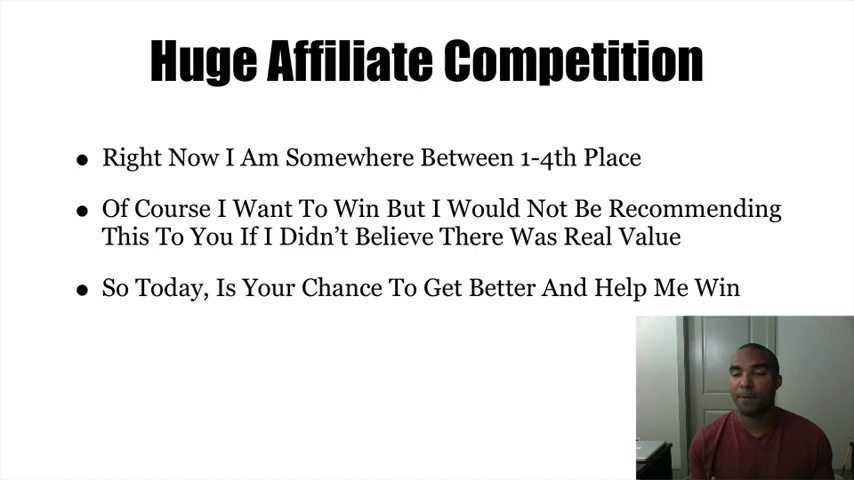 Huge Affiliate Competition
• Right Now I Am Somewhere Between 1-4th Place
• Of Course I Want To Win But I Would Not Be Recommending
This To You If I Didn’t Believe There Was Real Value
• So Today, Is Your Chance To Get Better And Help Me Win